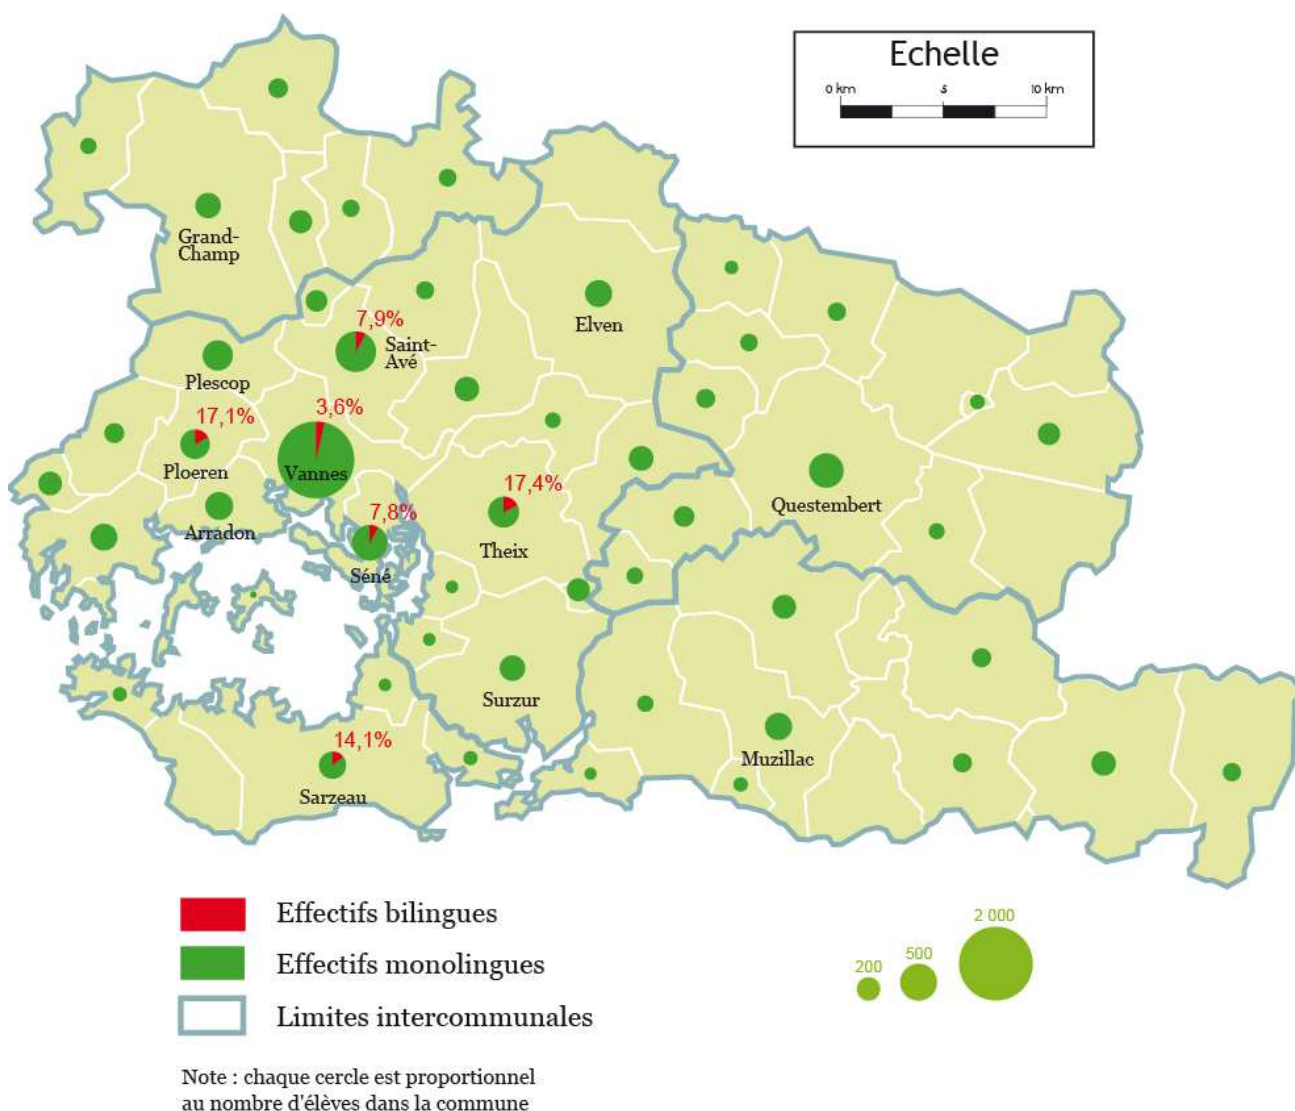 Echelle
0 km 5 10 km
Grand-
Champ
Elven
7,9%
Saint-
Avé
Plescop
3,6%
17,1%
Ploeren
Vannes
17,4%
Questembert
7,8%
Arradon
Theix
Séné
Surzur
14,1%
Muzillac
Sarzeau
Effectifs bilingues
Effectifs monolingues
Limites intercommunales
2 000
500
200
Note : chaque cercle est proportionnel
au nombre d'élèves dans la commune